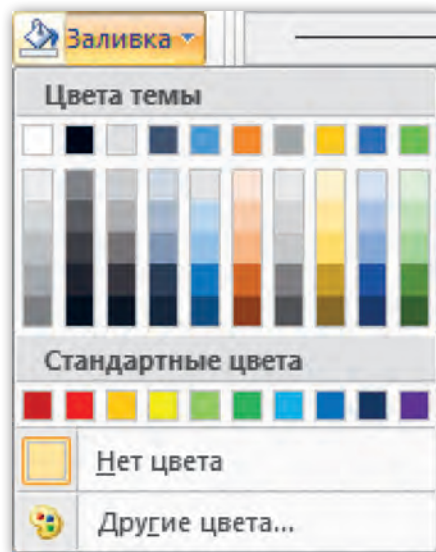 Заливка
Цвета темы
Стандартные цвета
Нет цвета
Другие цвета...